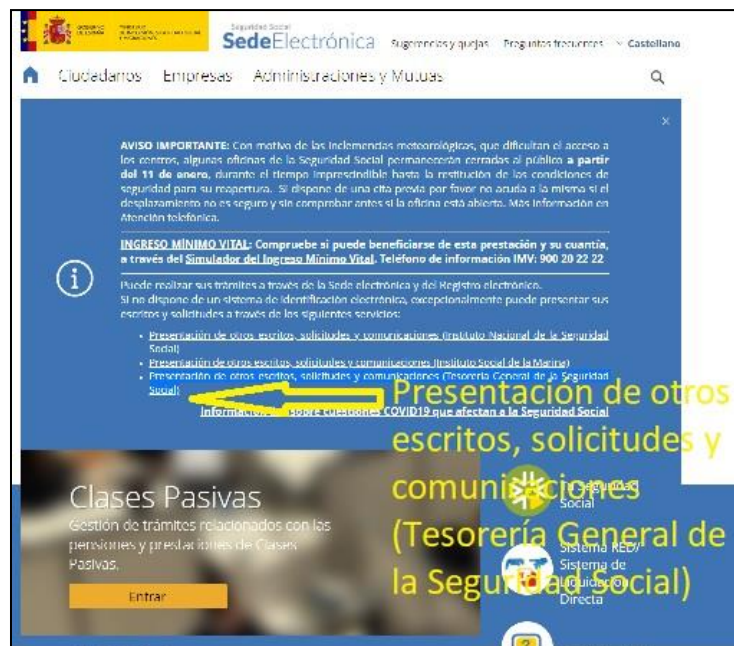 GOBIERNO DE ESPAÑA
Seguridad Social
SedeElectrónica
Sugerencias y quejas
Preguntas frecuentes
Castellano
Ciudadanos
Empresas
Administraciones y Mutuas
AVISO IMPORTANTE: Con motivo de las inclemencias meteorológicas, que dificultan el acceso a
los centros, algunas oficinas de la Seguridad Social permanecerán cerradas al público a partir
del 11 de enero, durante el tiempo imprescindible hasta la restitución de las condiciones de
seguridad para su reapertura. Si dispone de una cita previa por favor no acuda a la misma si el
desplazamiento no es seguro y sin comprobar antes si la oficina está abierta. Más información en
Atención telefónica.
INGRESO MÍNIMO VITAL: Compruebe si puede beneficiarse de esta prestación y su cuantía,
a través del Simulador del Ingreso Mínimo Vital. Teléfono de información IMV: 900 20 22 22
Puede realizar sus trámites a través de la Sede electrónica y del Registro electrónico.
Si no dispone de un sistema de identificación electrónica, excepcionalmente puede presentar sus
escritos y solicitudes a través de los siguientes servicios:
Presentación de otros escritos, solicitudes y comunicaciones (Instituto Nacional de la Seguridad
Social)
Presentación de otros escritos, solicitudes y comunicaciones (Instituto Social de la Marina)
Presentación de otros escritos, solicitudes y comunicaciones (Tesorería General de la Seguridad
Social)
sobre cuestiones COVID19 que afectan a la Seguridad Social
Presentación de otros
escritos, solicitudes y
comunicaciones
(Tesorería General de
la Seguridad Social)
Clases Pasivas
Gestión de trámites relacionados con las
pensiones y prestaciones de Clases
Pasivas.
Entrar
Tu Seguridad
Social
Sistema RED/
Sistema de
Liquidación
Directa